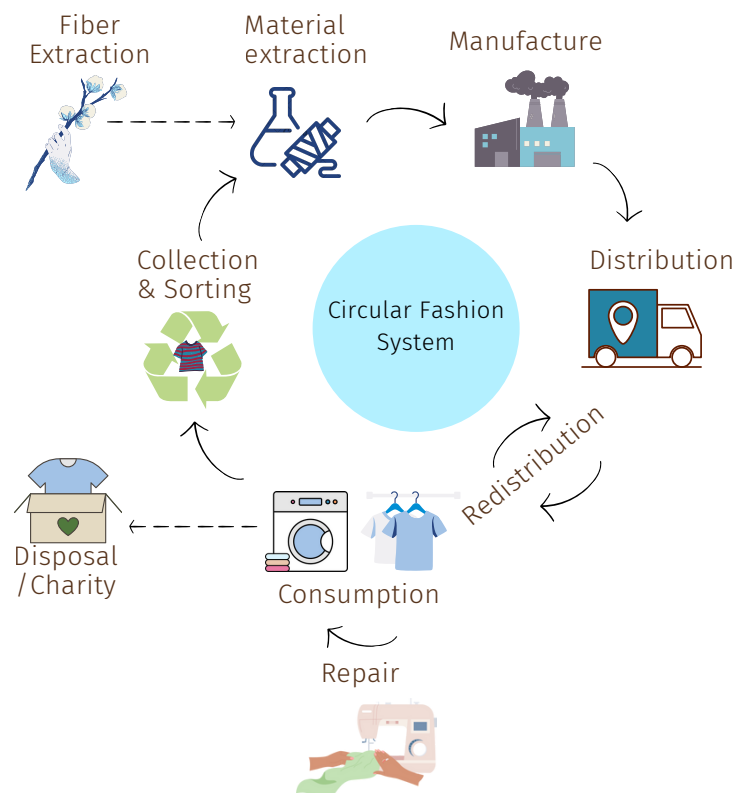 Fiber
Extraction
Material
extraction
Manufacture
Collection
& Sorting
Circular Fashion
System
Distribution
Redistribution
Disposal
/Charity
Consumption
Repair